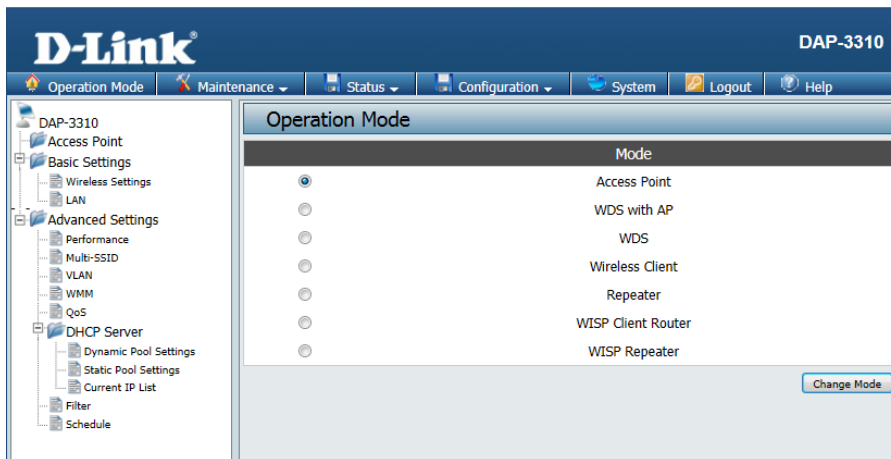 D-Link®
DAP-3310
Operation Mode
Maintenance
Status
Configuration
System
Logout
Help
DAP-3310
Access Point
Basic Settings
Wireless Settings
LAN
Advanced Settings
Performance
Multi-SSID
VLAN
WMM
QoS
DHCP Server
Dynamic Pool Settings
Static Pool Settings
Current IP List
Filter
Schedule
Operation Mode
Mode
Access Point
WDS with AP
WDS
Wireless Client
Repeater
WISP Client Router
WISP Repeater
Change Mode